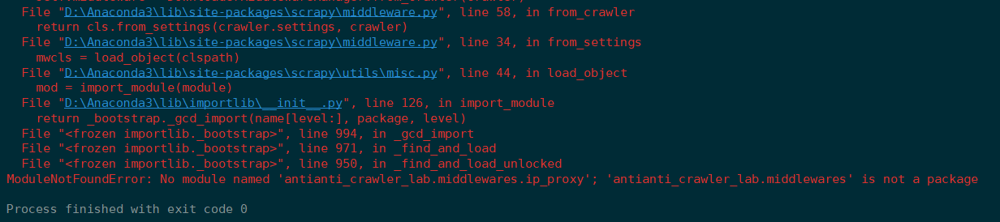 File "D:\Anaconda3\lib\site-packages\scrapy\middleware.py", line 58, in from_crawler
return cls.from_settings(crawler.settings, crawler)
File "D:\Anaconda3\lib\site-packages\scrapy\middleware.py", line 34, in from_settings
mwcls = load_object(clspath)
File "D:\Anaconda3\lib\site-packages\scrapy\utils\misc.py", line 44, in load_object
mod = import_module(module)
File "D:\Anaconda3\lib\importlib\__init__.py", line 126, in import_module
return _bootstrap._gcd_import(name[level:], package, level)
File "<frozen importlib._bootstrap>", line 994, in _gcd_import
File "<frozen importlib._bootstrap>", line 971, in _find_and_load
File "<frozen importlib._bootstrap>", line 950, in _find_and_load_unlocked
ModuleNotFoundError: No module named 'antianti_crawler_lab.middlewares.ip_proxy'; 'antianti_crawler_lab.middlewares' is not a package
Process finished with exit code 0